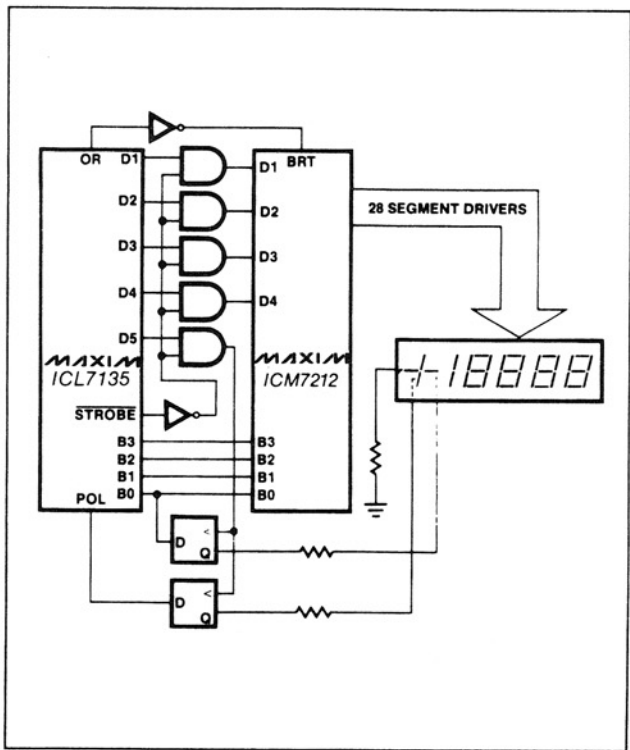 OR
BRT
D1
D1
D2
D2
D3
D3
D4
D4
D5
28 SEGMENT DRIVERS
MAXIM
ICL7135
MAXIM
ICM7212
STROBE
+18888
B3
B3
B2
B2
B1
B1
B0
B0
POL
D
<
Q
D
<
Q